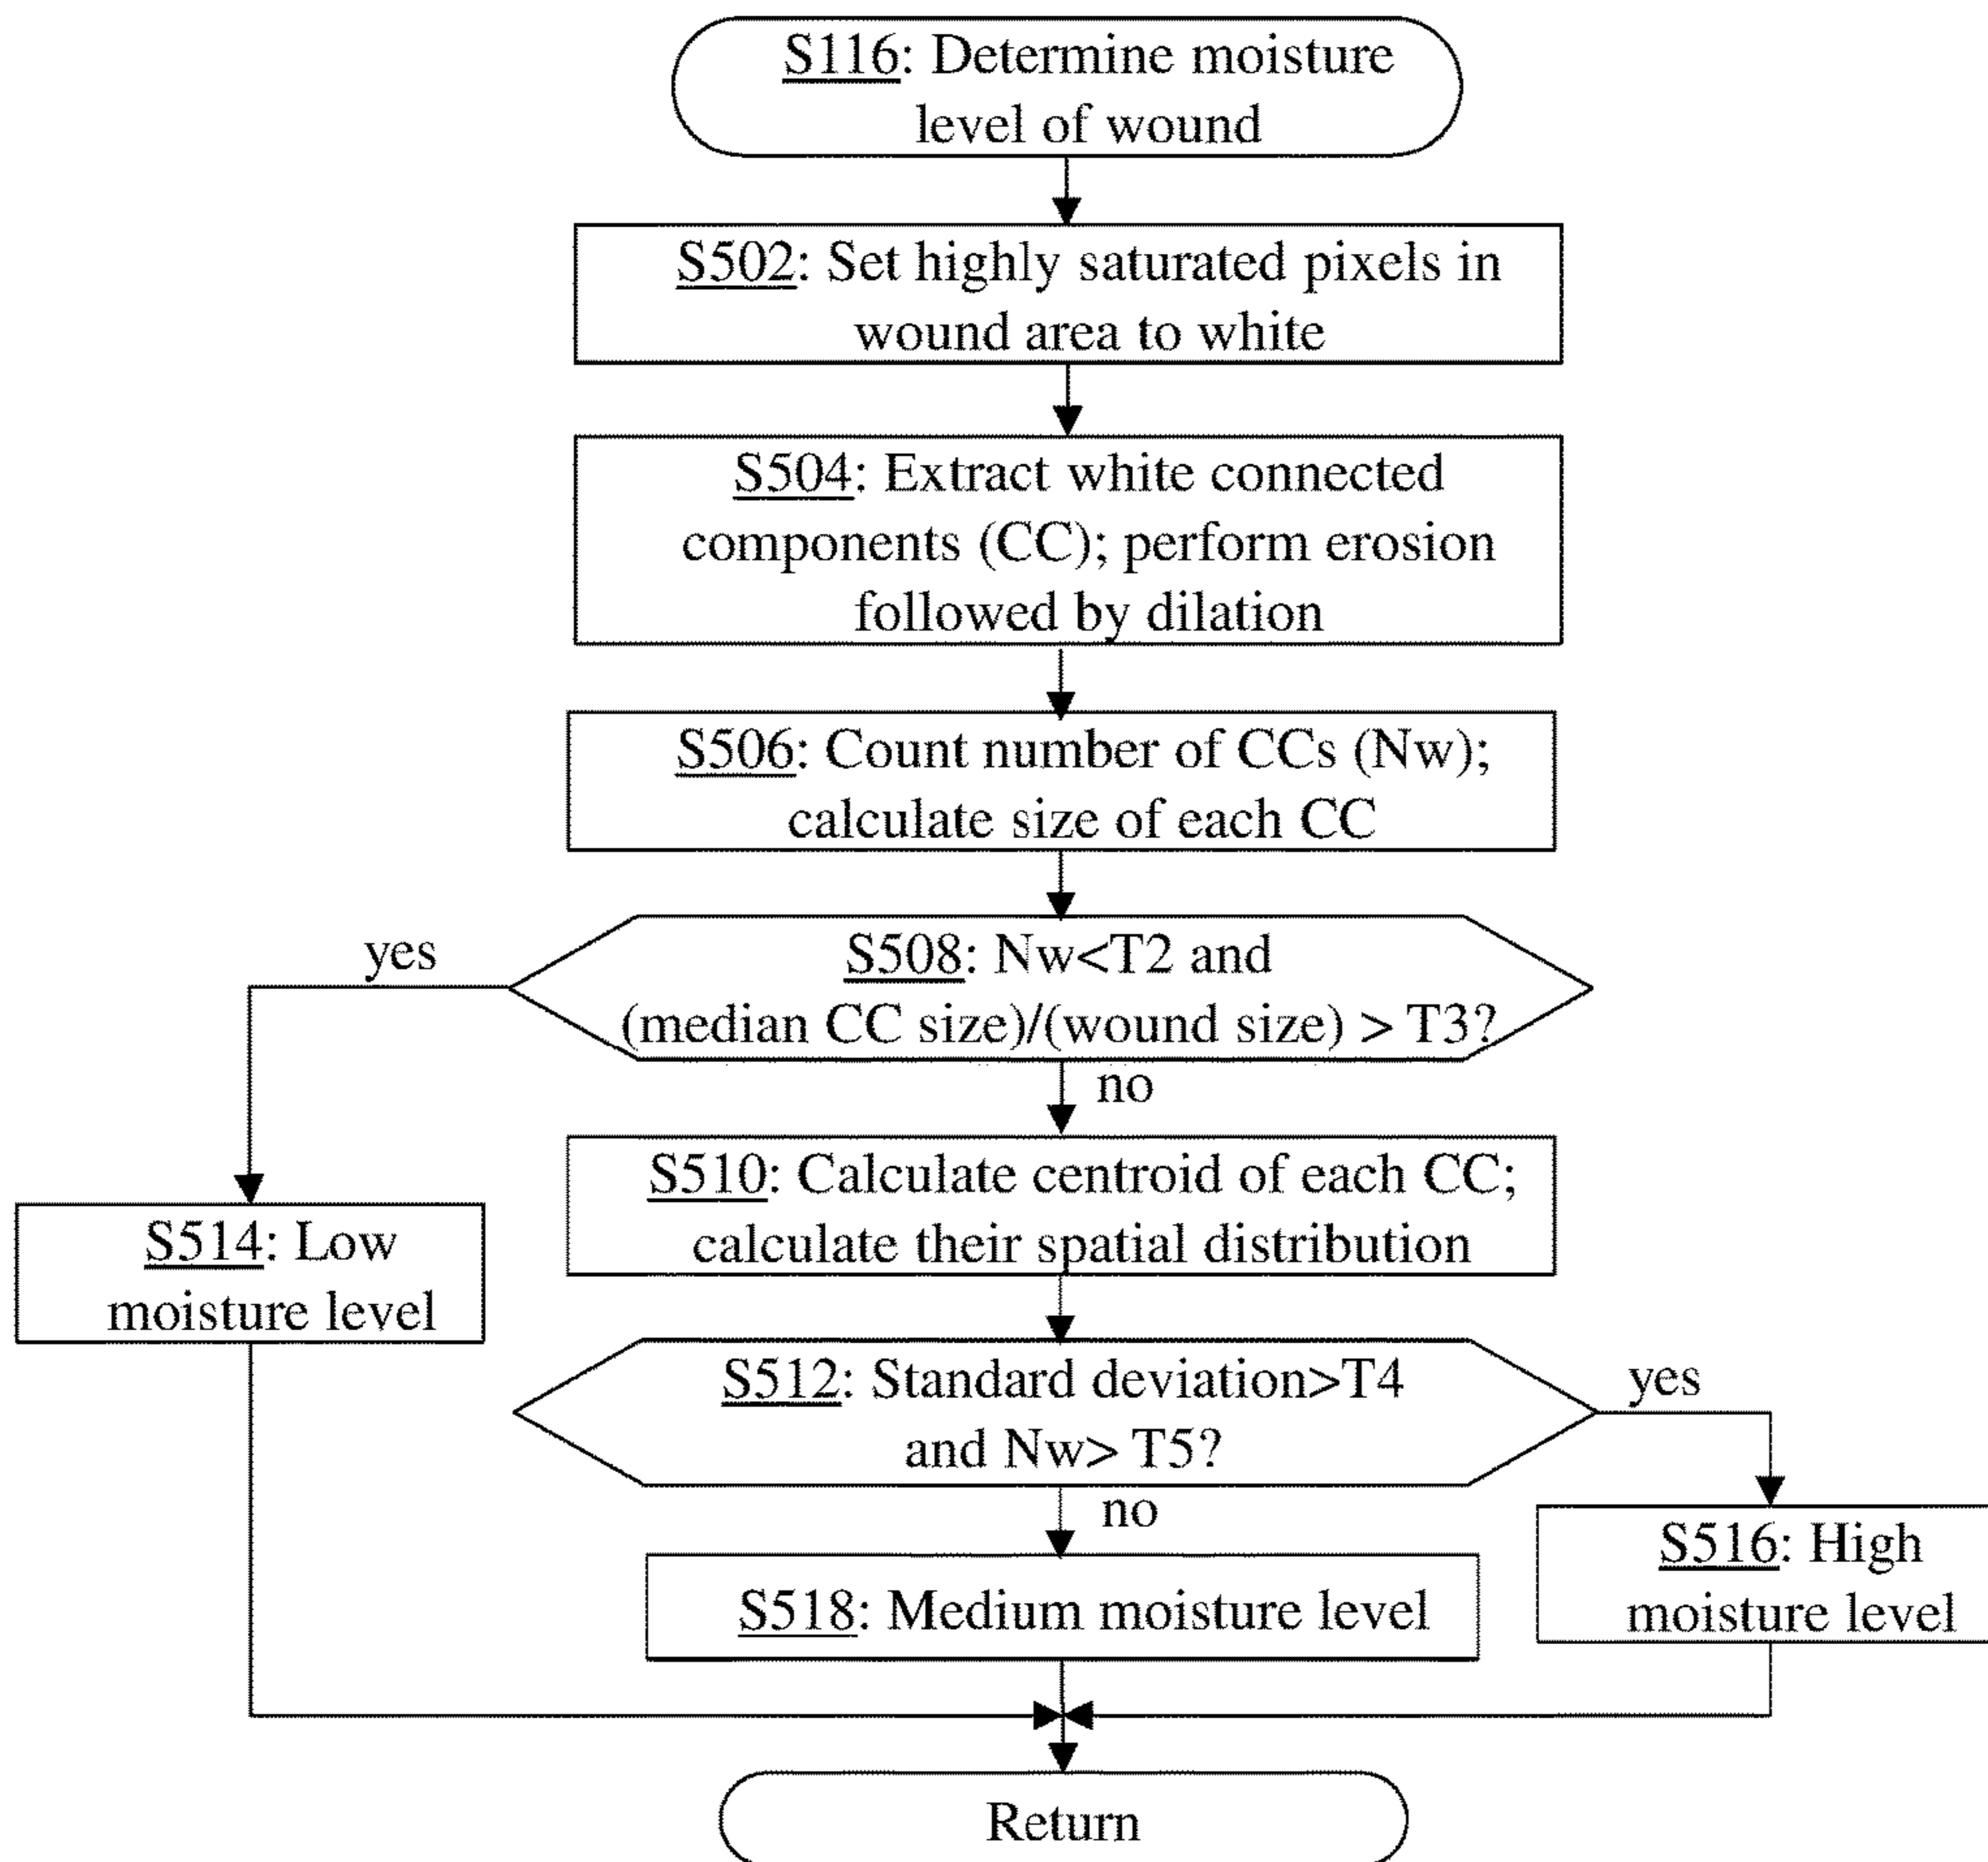 S116: Determine moisture
level of wound
S502: Set highly saturated pixels in
wound area to white
S504: Extract white connected
components (CC); perform erosion
followed by dilation
S506: Count number of CCs (Nw);
calculate size of each CC
yes
S508: Nw<T2 and
(median CC size)/(wound size) > T3?
no
S510: Calculate centroid of each CC;
calculate their spatial distribution
S514: Low
moisture level
S512: Standard deviation>T4
and Nw> T5?
yes
no
S516: High
moisture level
S518: Medium moisture level
Return